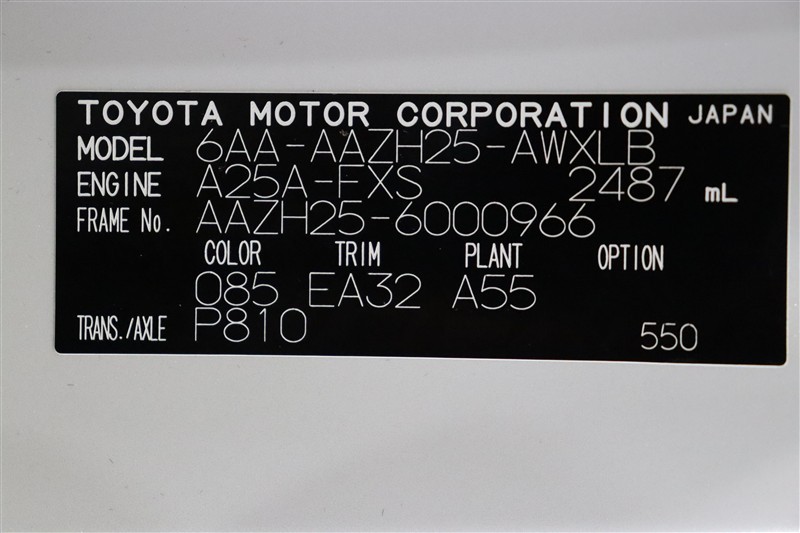 TOYOTA MOTOR CORPORATION JAPAN
MODEL 6AA-AAZH25-AWXLB
ENGINE A25A-FXS 2487 mL
FRAME No. AAZH25-6000966
COLOR TRIM PLANT OPTION
085 EA32 A55
TRANS./AXLE P810 550